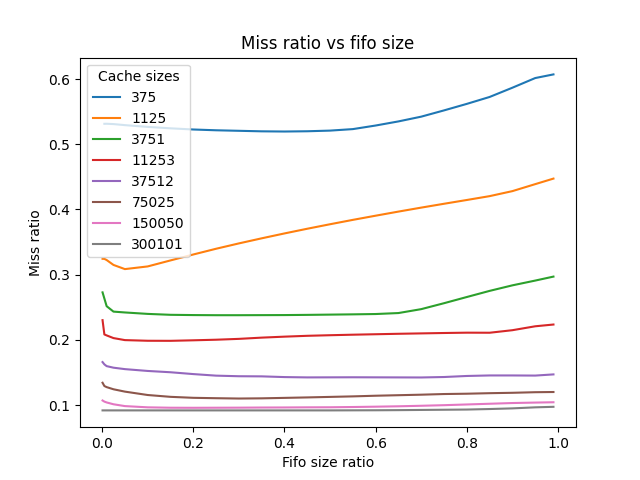 Miss ratio vs fifo size
Cache sizes
375
1125
3751
11253
37512
75025
150050
300101
0.6
0.5
0.4
0.3
0.2
0.1
Miss ratio
0.0 0.2 0.4 0.6 0.8 1.0
Fifo size ratio